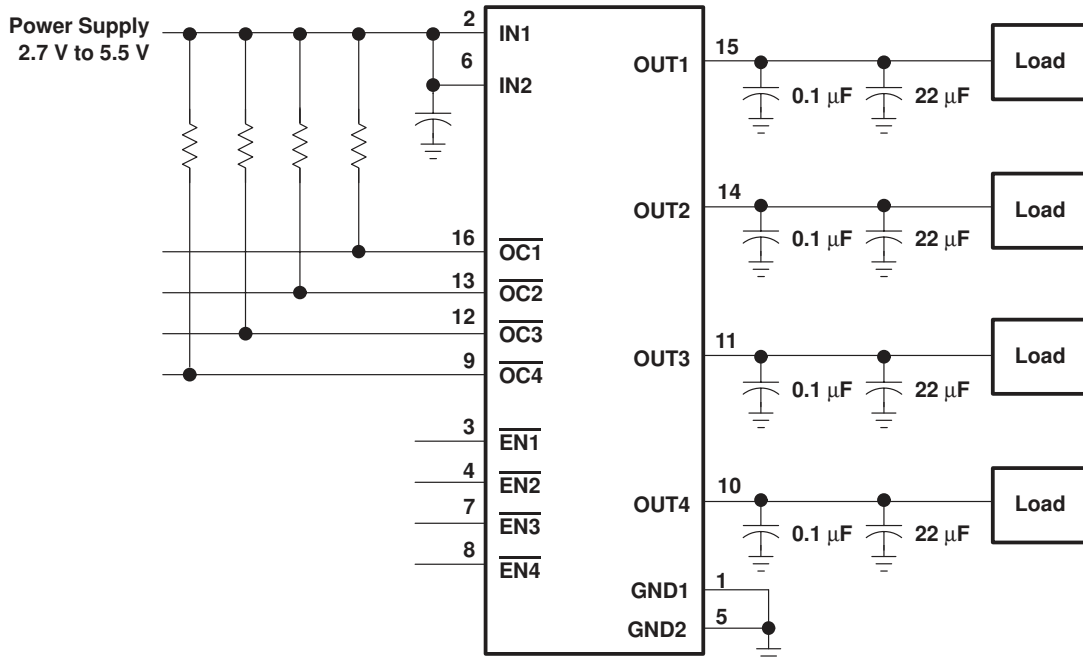 Power Supply
2.7 V to 5.5 V
2
IN1
6
IN2
16
OC1
13
OC2
12
OC3
9
OC4
3
EN1
4
EN2
7
EN3
8
EN4
OUT1
15
0.1 μF
22 μF
Load
OUT2
14
0.1 μF
22 μF
Load
OUT3
11
0.1 μF
22 μF
Load
OUT4
10
0.1 μF
22 μF
Load
GND1
1
GND2
5